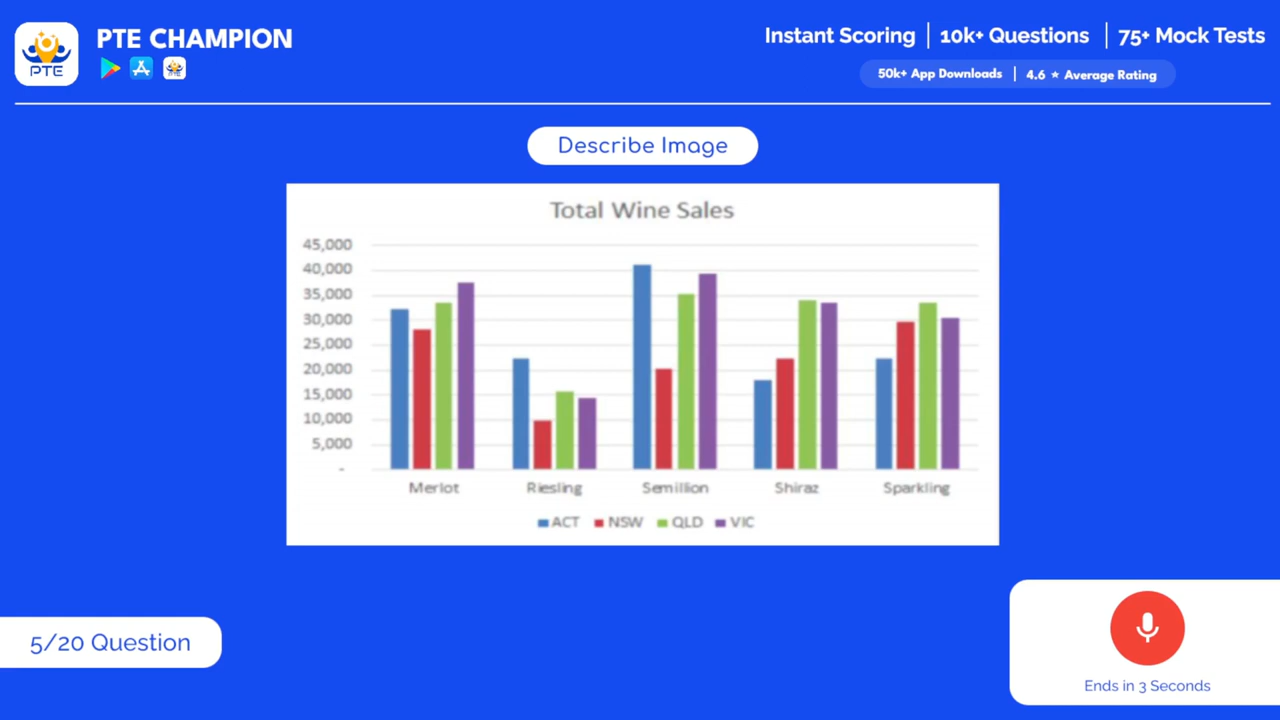 PTE CHAMPION
PTE
Instant Scoring | 10k+ Questions | 75+ Mock Tests
50k+ App Downloads | 4.6 ★ Average Rating
Describe Image
Total Wine Sales
45,000
40,000
35,000
30,000
25,000
20,000
15,000
10,000
5,000
-
Merlot Riesling Semillion Shiraz Sparkling
ACT NSW QLD VIC
5/20 Question
Ends in 3 Seconds